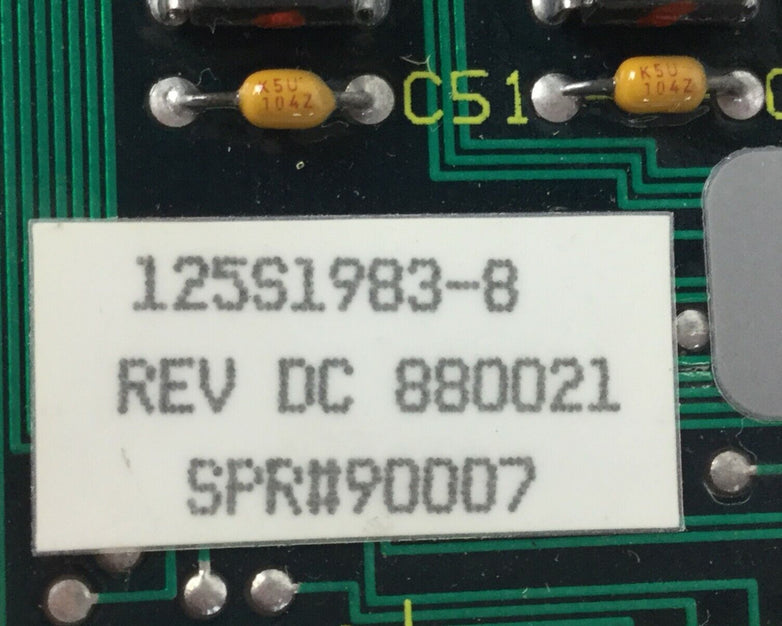 K5U
104Z
C51
K5U
104Z
125S1983-8
REV DC 880021
SPR#90007